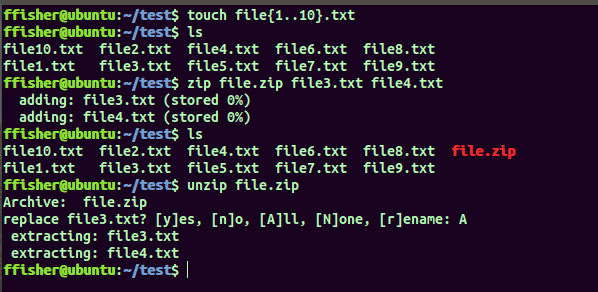 ffisher@ubuntu:~/test$ touch file{1..10}.txt
ffisher@ubuntu:~/test$ ls
file10.txt  file2.txt  file4.txt  file6.txt  file8.txt
file1.txt   file3.txt  file5.txt  file7.txt  file9.txt
ffisher@ubuntu:~/test$ zip file.zip file3.txt file4.txt
  adding: file3.txt (stored 0%)
  adding: file4.txt (stored 0%)
ffisher@ubuntu:~/test$ ls
file10.txt  file2.txt  file4.txt  file6.txt  file8.txt  file.zip
file1.txt   file3.txt  file5.txt  file7.txt  file9.txt
ffisher@ubuntu:~/test$ unzip file.zip
Archive:  file.zip
replace file3.txt? [y]es, [n]o, [A]ll, [N]one, [r]ename: A
 extracting: file3.txt
 extracting: file4.txt
ffisher@ubuntu:~/test$